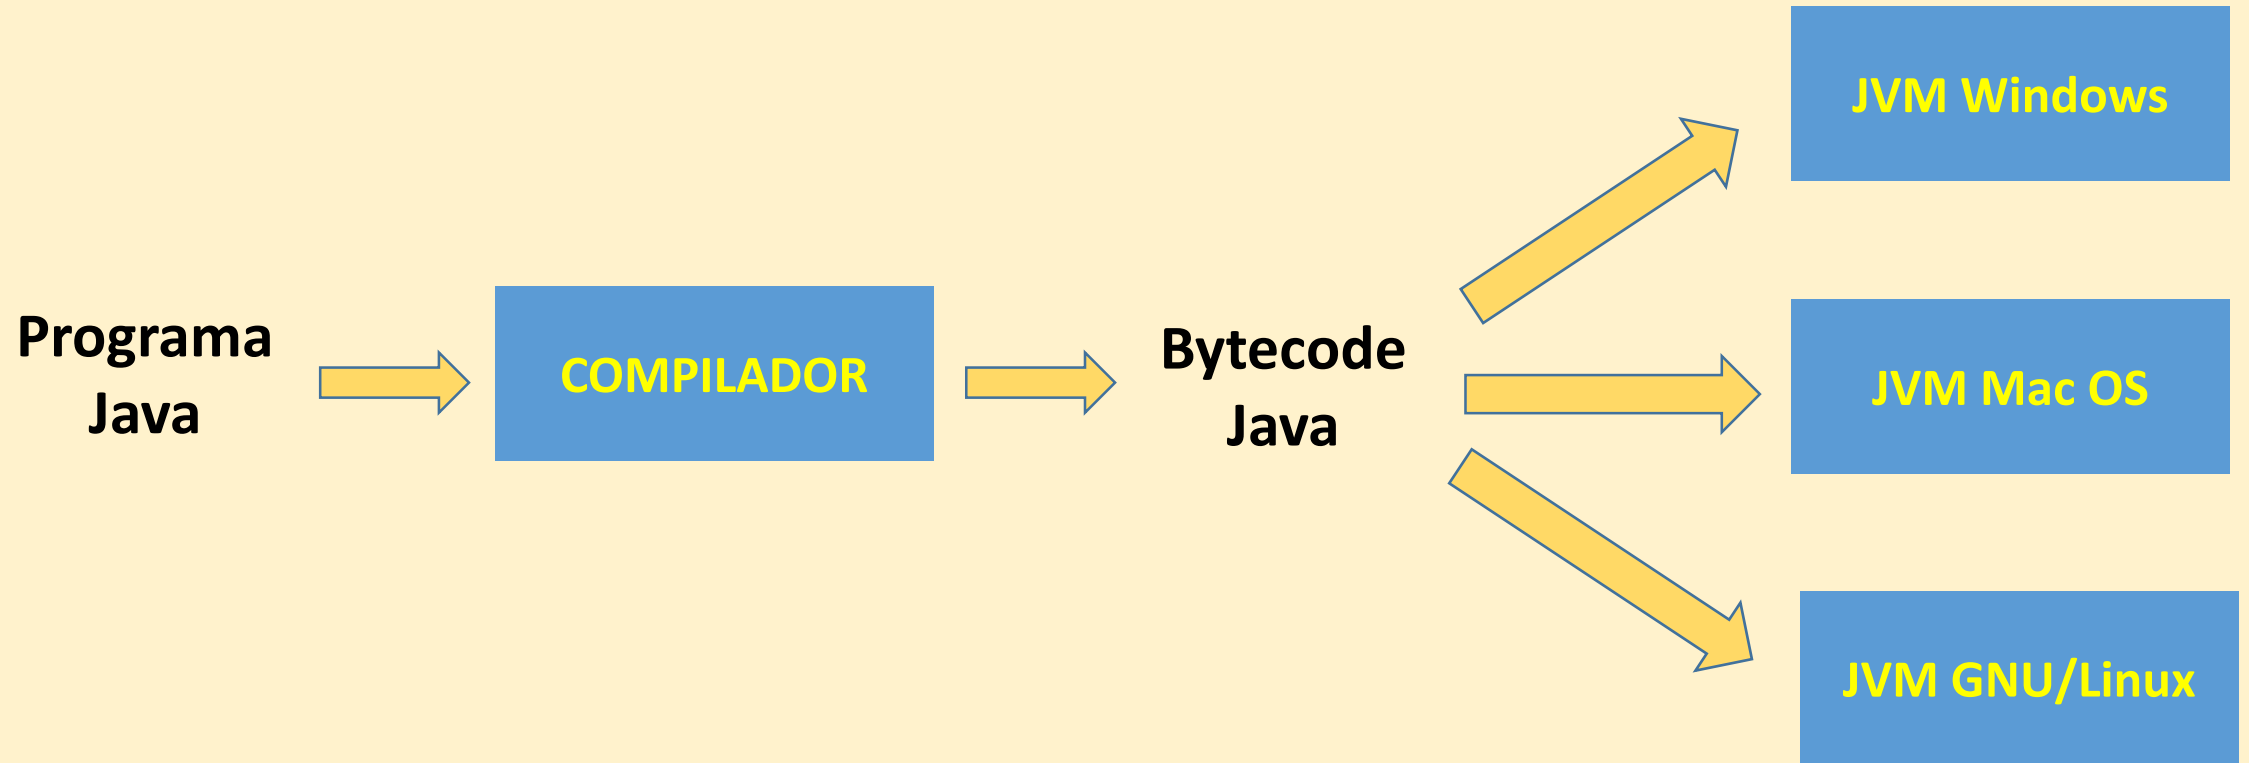 Programa
Java
COMPILADOR
Bytecode
Java
JVM Windows
JVM Mac OS
JVM GNU/Linux